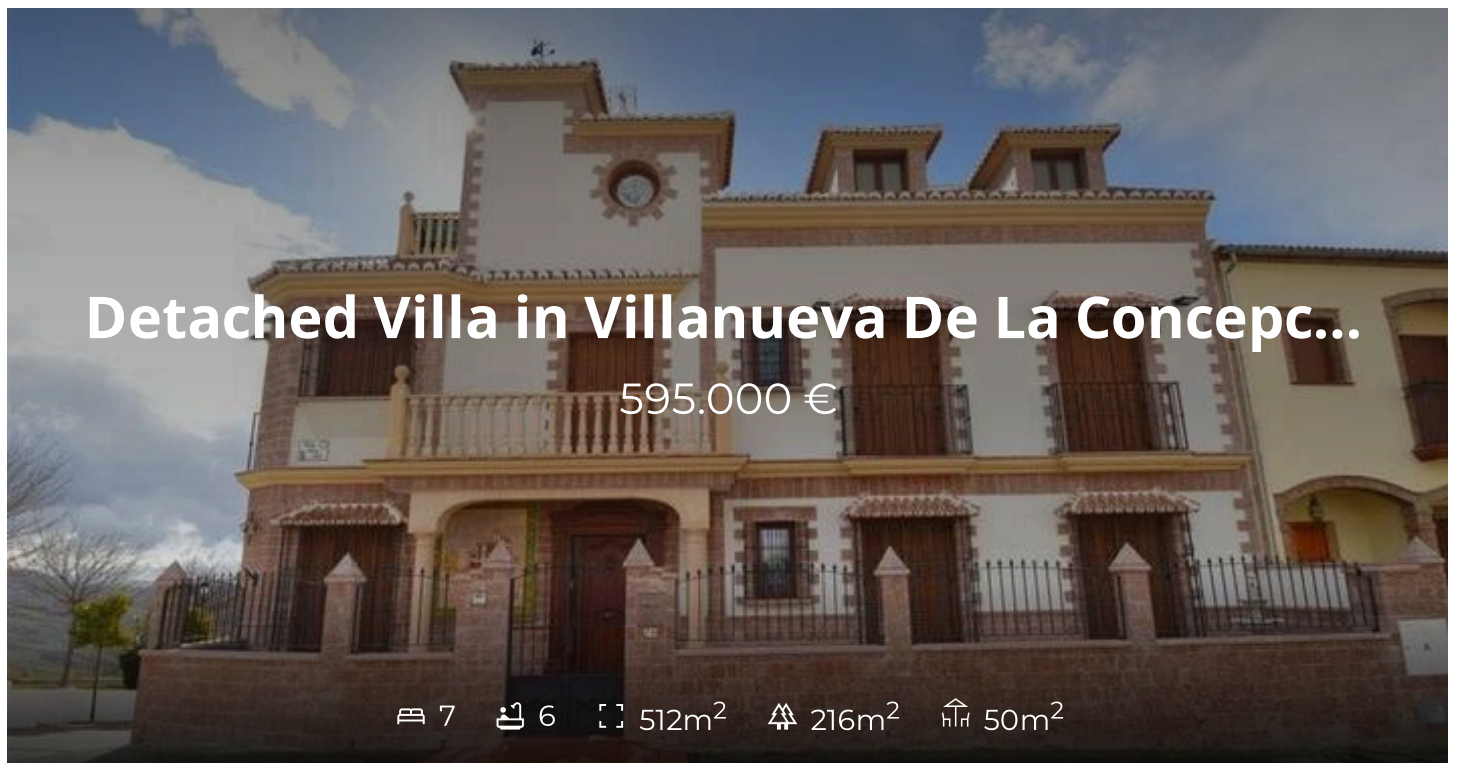 Detached Villa in Villanueva De La Concepc...
595.000 €
7 6 512m² 216m² 50m²